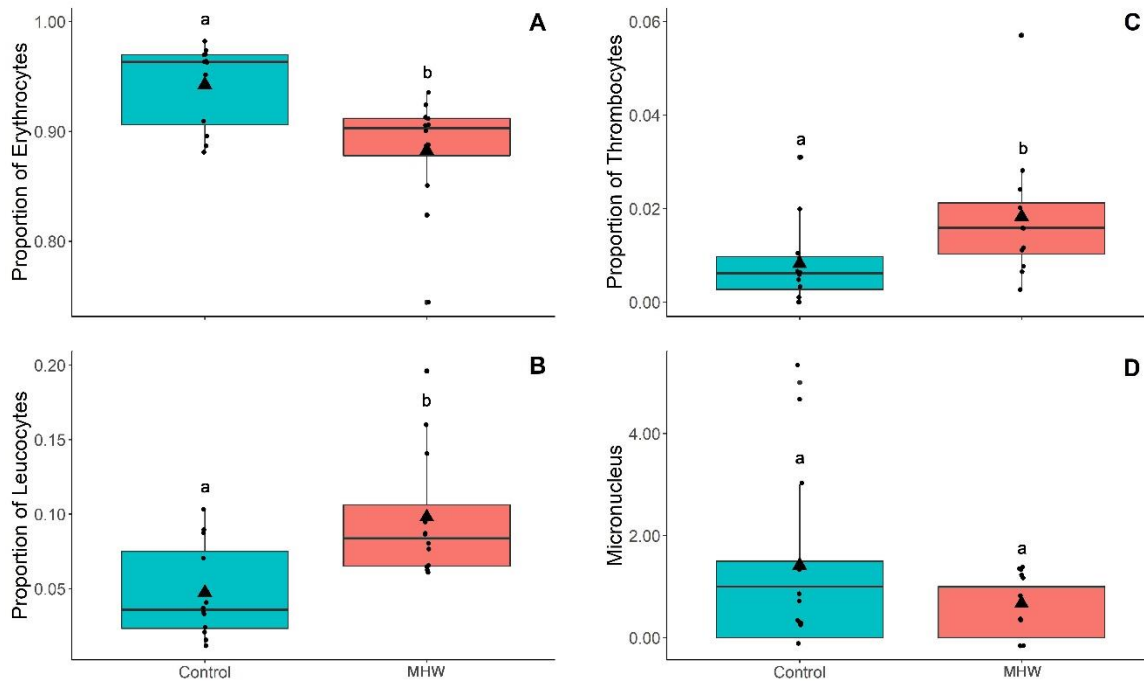 Proportion of Erythrocytes
1.00
0.90
0.80
a
b
A
Proportion of Thrombocytes
0.06
0.04
0.02
0.00
a
b
C
Proportion of Leucocytes
0.20
0.15
0.10
0.05
a
b
B
Control
MHW
Micronucleus
4.00
2.00
0.00
a
a
D
Control
MHW